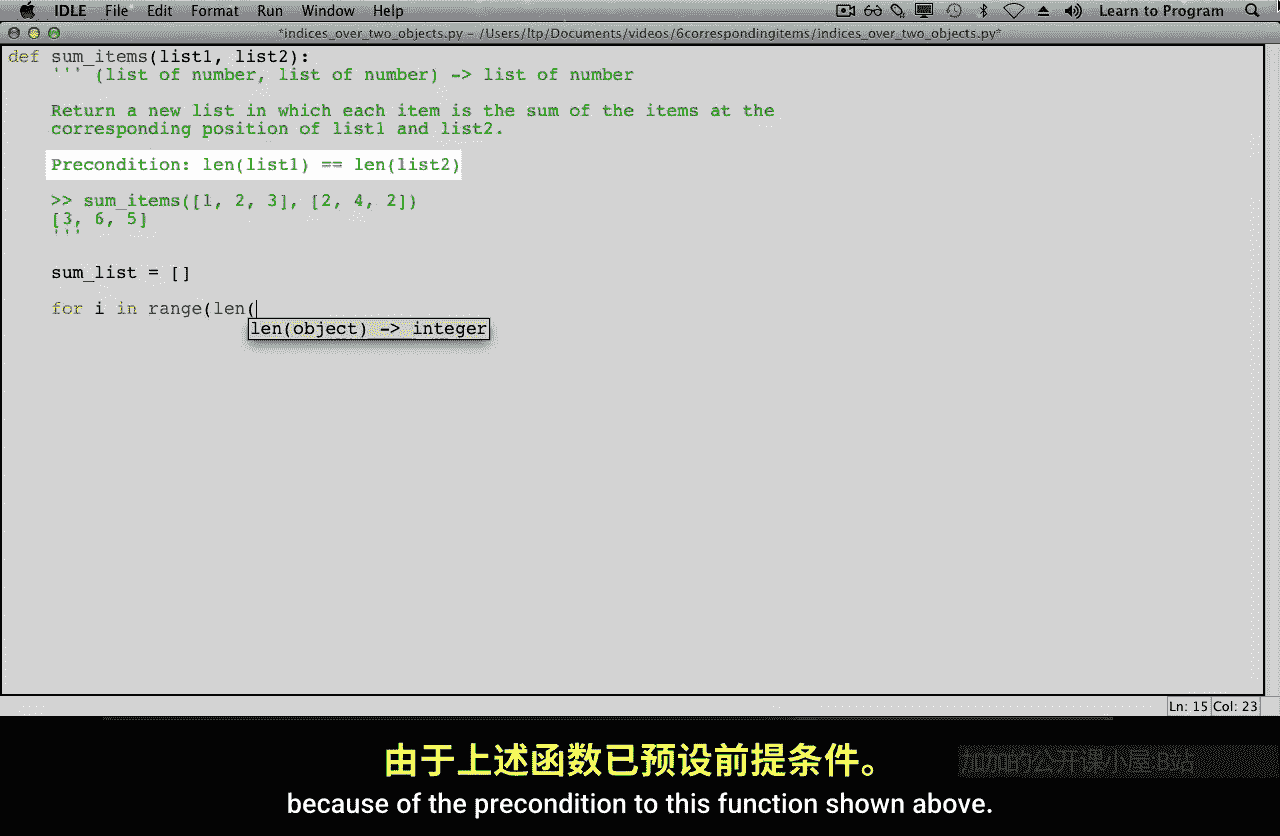 IDLE File Edit Format Run Window Help Learn to Program
*indices_over_two_objects.py - /Users/ltp/Documents/videos/6correspondingitems/indices_over_two_objects.py*
def sum_items(list1, list2):
''' (list of number, list of number) -> list of number
Return a new list in which each item is the sum of the items at the
corresponding position of list1 and list2.
Precondition: len(list1) == len(list2)
>> sum_items([1, 2, 3], [2, 4, 2])
[3, 6, 5]
'''
sum_list = []
for i in range(len(
len(object) -> integer
Ln: 15 Col: 23
由于上述函数已预设前提条件。
加加的公开课小屋:B站
because of the precondition to this function shown above.